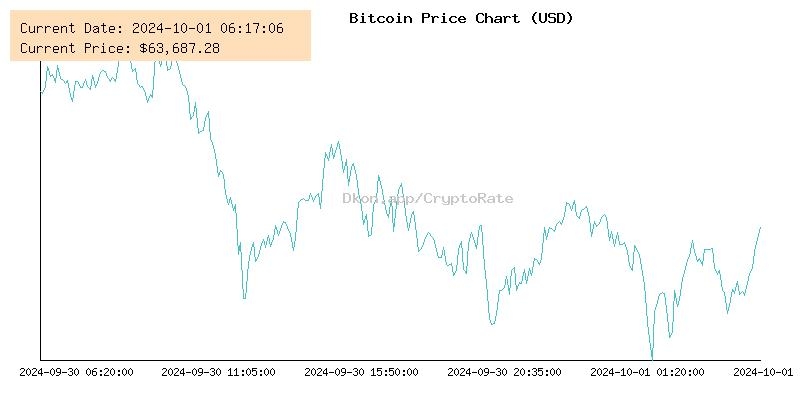 Bitcoin Price Chart (USD)
Current Date: 2024-10-01 06:17:06
Current Price: $63,687.28
Dkon.app/CryptoRate
2024-09-30 06:20:00 2024-09-30 11:05:00 2024-09-30 15:50:00 2024-09-30 20:35:00 2024-10-01 01:20:00 2024-10-01